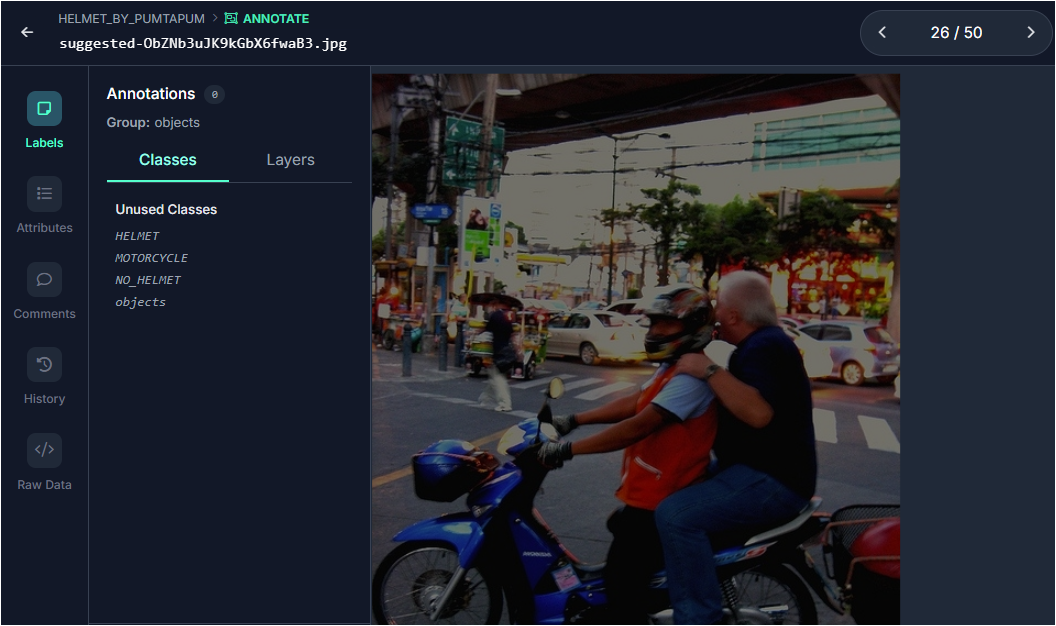 HELMET_BY_PUMTAPUM > ANNOTATE
suggested-ObZNb3uJK9kGbX6fwaB3.jpg
26 / 50
Labels
Attributes
Comments
History
Raw Data
Annotations 0
Group: objects
Classes Layers
Unused Classes
HELMET
MOTORCYCLE
NO_HELMET
objects